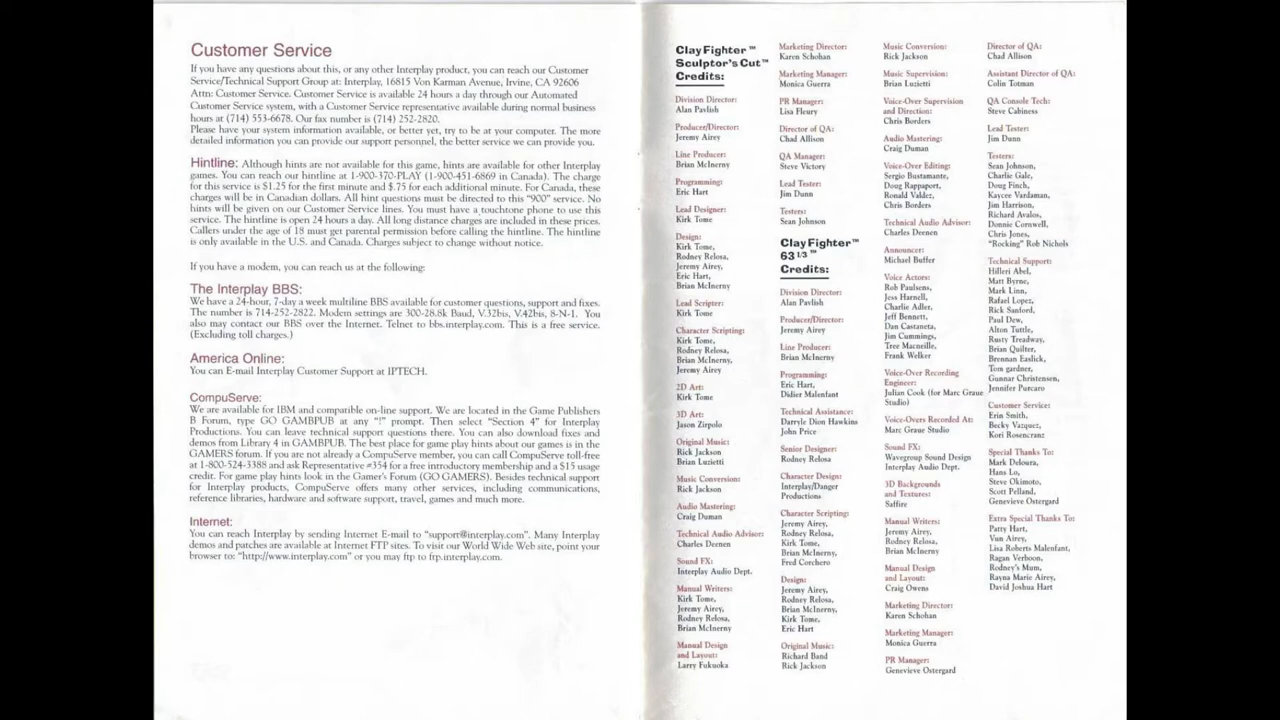 Customer Service
If you have any questions about this, or any other Interplay product, you can reach our Customer
Service/Technical Support Group at: Interplay, 16815 Von Karman Avenue, Irvine, CA 92606
Attn: Customer Service. Customer Service is available 24 hours a day through our Automated
Customer Service system, with a Customer Service representative available during normal business
hours at (714) 553-6678. Our fax number is (714) 252-2820.
Please have your system information available, or better yet, try to be at your computer. The more
detailed information you can provide our support personnel, the better service we can provide you.
Hintline: Although hints are not available for this game, hints are available for other Interplay
games. You can reach our hintline at 1-900-370-PLAY (1-900-451-6869 in Canada). The charge
for this service is $1.25 for the first minute and $.75 for each additional minute. For Canada, these
charges will be in Canadian dollars. All hint questions must be directed to this "900" service. No
hints will be given on our Customer Service lines. You must have a touchtone phone to use this
service. The hintline is open 24 hours a day. All long distance charges are included in these prices.
Callers under the age of 18 must get parental permission before calling the hintline. The hintline
is only available in the U.S. and Canada. Charges subject to change without notice.
If you have a modem, you can reach us at the following:
The Interplay BBS:
We have a 24-hour, 7-day a week multiline BBS available for customer questions, support and fixes.
The number is 714-252-2822. Modem settings are 300-28.8k Baud, V.32bis, V.42bis, 8-N-1. You
also may contact our BBS over the Internet. Telnet to bbs.interplay.com. This is a free service.
(Excluding toll charges.)
America Online:
You can E-mail Interplay Customer Support at IPTECH.
CompuServe:
We are available for IBM and compatible on-line support. We are located in the Game Publishers
B Forum, type GO GAMBPUB at any "!" prompt. Then select "Section 4" for Interplay
Productions. You can leave technical support questions there. You can also download fixes and
demos from Library 4 in GAMBPUB. The best place for game play hints about our games is in the
GAMERS forum. If you are not already a CompuServe member, you can call CompuServe toll-free
at 1-800-524-3388 and ask Representative #354 for a free introductory membership and a $15 usage
credit. For game play hints look in the Gamer's Forum (GO GAMERS). Besides technical support
for Interplay products, CompuServe offers many other services, including communications,
reference libraries, hardware and software support, travel, games and much more.
Internet:
You can reach Interplay by sending Internet E-mail to "support@interplay.com". Many Interplay
demos and patches are available at Internet FTP sites. To visit our World Wide Web site, point your
browser to: "http://www.interplay.com" or you may ftp to frp.interplay.com.
ClayFighter™
Sculptor's Cut™
Credits:
Division Director:
Alan Pavlish
Producer/Director:
Jeremy Airey
Line Producer:
Brian McInerny
Programming:
Eric Hart
Lead Designer:
Kirk Tome
Design:
Kirk Tome,
Rodney Relosa,
Jeremy Airey,
Eric Hart,
Brian McInerny
Lead Scripter:
Kirk Tome
Character Scripting:
Kirk Tome,
Rodney Relosa,
Brian McInerny,
Jeremy Airey
2D Art:
Kirk Tome
3D Art:
Jason Zirpolo
Original Music:
Rick Jackson
Brian Luzietti
Music Conversion:
Rick Jackson
Audio Mastering:
Craig Duman
Technical Audio Advisor:
Charles Deenen
Sound FX:
Interplay Audio Dept.
Manual Writers:
Kirk Tome,
Jeremy Airey,
Rodney Relosa,
Brian McInerny
Manual Design
and Layout:
Larry Fukuoka
Marketing Director:
Karen Schohan
Marketing Manager:
Monica Guerra
PR Manager:
Lisa Fleury
Director of QA:
Chad Allison
QA Manager:
Steve Victory
Lead Tester:
Jim Dunn
Testers:
Sean Johnson
ClayFighter™
63 1/3™
Credits:
Division Director:
Alan Pavlish
Producer/Director:
Jeremy Airey
Line Producer:
Brian McInerny
Programming:
Eric Hart,
Didier Malenfant
Technical Assistance:
Darryle Dion Hawkins
John Price
Senior Designer:
Rodney Relosa
Character Design:
Interplay/Danger
Productions
Character Scripting:
Jeremy Airey,
Rodney Relosa,
Kirk Tome,
Brian McInerny,
Fred Corchero
Design:
Jeremy Airey,
Rodney Relosa,
Brian McInerny,
Kirk Tome,
Eric Hart
Original Music:
Richard Band
Rick Jackson
Music Conversion:
Rick Jackson
Music Supervision:
Brian Luzietti
Voice-Over Supervision
and Direction:
Chris Borders
Audio Mastering:
Craig Duman
Voice-Over Editing:
Sergio Bustamante,
Doug Rappaport,
Ronald Valdez,
Chris Borders
Technical Audio Advisor:
Charles Deenen
Announcer:
Michael Buffer
Voice Actors:
Rob Paulsens,
Jess Harnell,
Charlie Adler,
Jeff Bennett,
Dan Castaneta,
Jim Cummings,
Tree Macneille,
Frank Welker
Voice-Over Recording
Engineer:
Julian Cook (for Marc Graue
Studio)
Voice-Overs Recorded At:
Marc Graue Studio
Sound FX:
Wavegroup Sound Design
Interplay Audio Dept.
3D Backgrounds
and Textures:
Saffire
Manual Writers:
Jeremy Airey,
Rodney Relosa,
Brian McInerny
Manual Design
and Layout:
Craig Owens
Marketing Director:
Karen Schohan
Marketing Manager:
Monica Guerra
PR Manager:
Genevieve Ostergard
Director of QA:
Chad Allison
Assistant Director of QA:
Colin Totman
QA Console Tech:
Steve Cabiness
Lead Tester:
Jim Dunn
Testers:
Sean Johnson,
Charlie Gale,
Doug Finch,
Kaycee Vardaman,
Jim Harrison,
Richard Avalos,
Donnie Cornwell,
Chris Jones,
"Rocking" Rob Nichols
Technical Support:
Hilleri Abel,
Matt Byrne,
Mark Linn,
Rafael Lopez,
Rick Sanford,
Paul Dew,
Alton Tuttle,
Rusty Treadway,
Brian Quilter,
Brennan Easlick,
Tom gardner,
Gunnar Christensen,
Jennifer Purcaro
Customer Service:
Erin Smith,
Becky Vazquez,
Kori Rosencranz
Special Thanks To:
Mark Deloura,
Hans Lo,
Steve Okimoto,
Scott Pelland,
Genevieve Ostergard
Extra Special Thanks To:
Patty Hart,
Vun Airey,
Lisa Roberts Malenfant,
Ragan Verboon,
Rodney's Mum,
Rayna Marie Airey,
David Joshua Hart